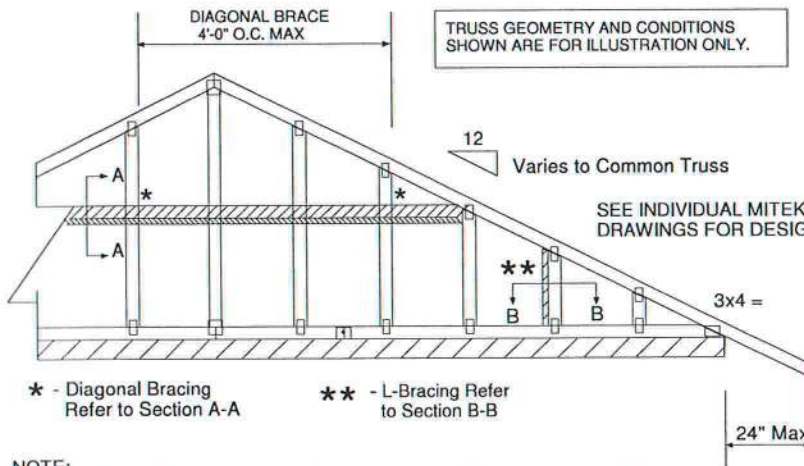 DIAGONAL BRACE
4'-0" O.C. MAX
TRUSS GEOMETRY AND CONDITIONS
SHOWN ARE FOR ILLUSTRATION ONLY.
12
Varies to Common Truss
A
*
*
SEE INDIVIDUAL MITEK
DRAWINGS FOR DESIG
A
**
B
B
3x4 =
* - Diagonal Bracing
Refer to Section A-A
** - L-Bracing Refer
to Section B-B
24" Max
NOTE: